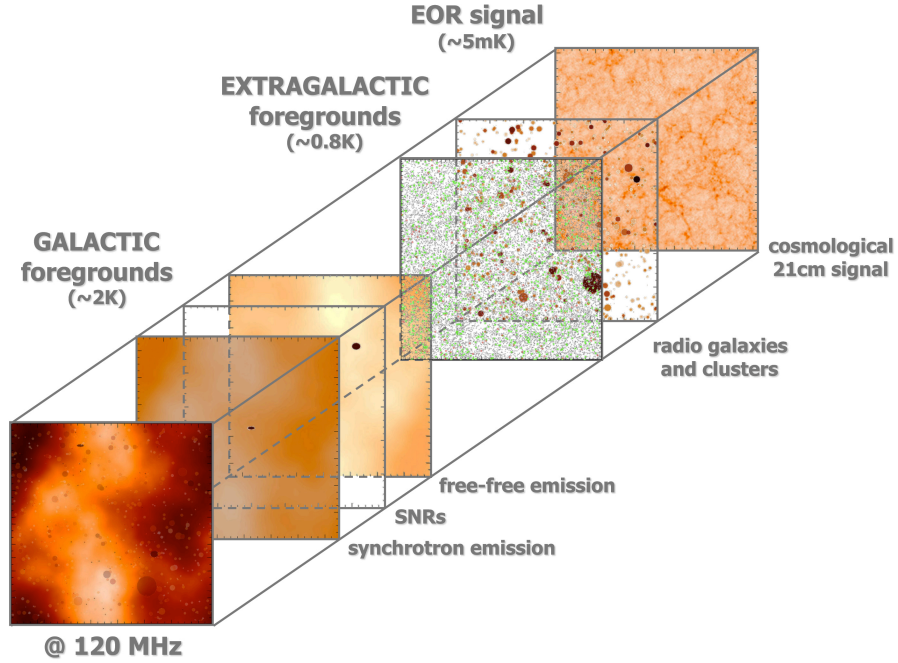 EOR signal
(~5mK)
EXTRAGALACTIC
foregrounds
(~0.8K)
GALACTIC
foregrounds
(~2K)
cosmological
21cm signal
radio galaxies
and clusters
free-free emission
SNRs
synchrotron emission
@ 120 MHz